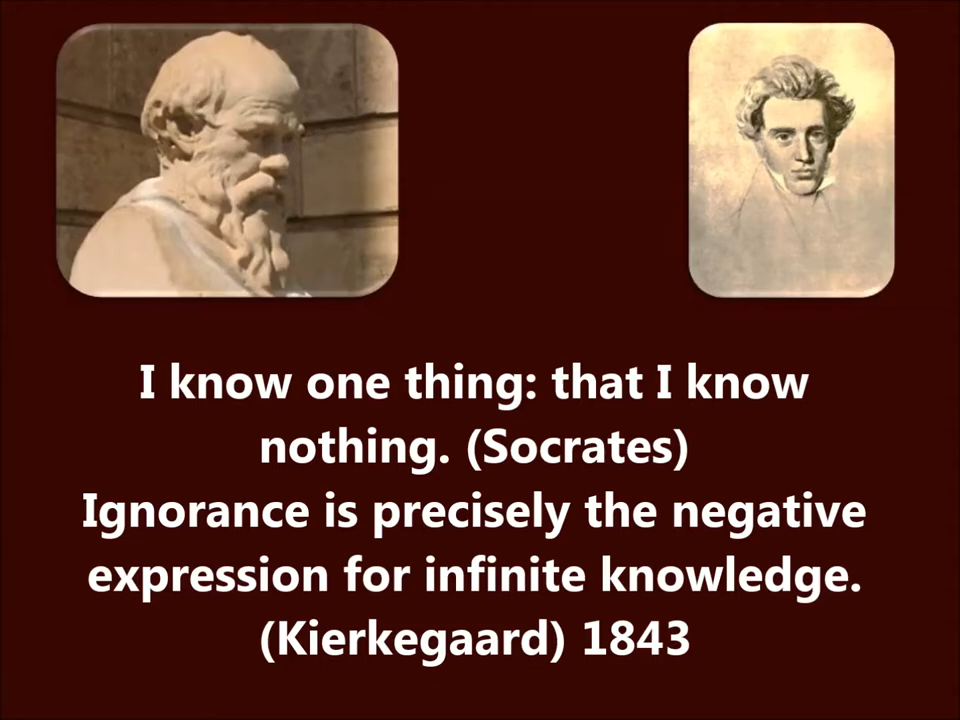 I know one thing: that I know
nothing. (Socrates)
Ignorance is precisely the negative
expression for infinite knowledge.
(Kierkegaard) 1843